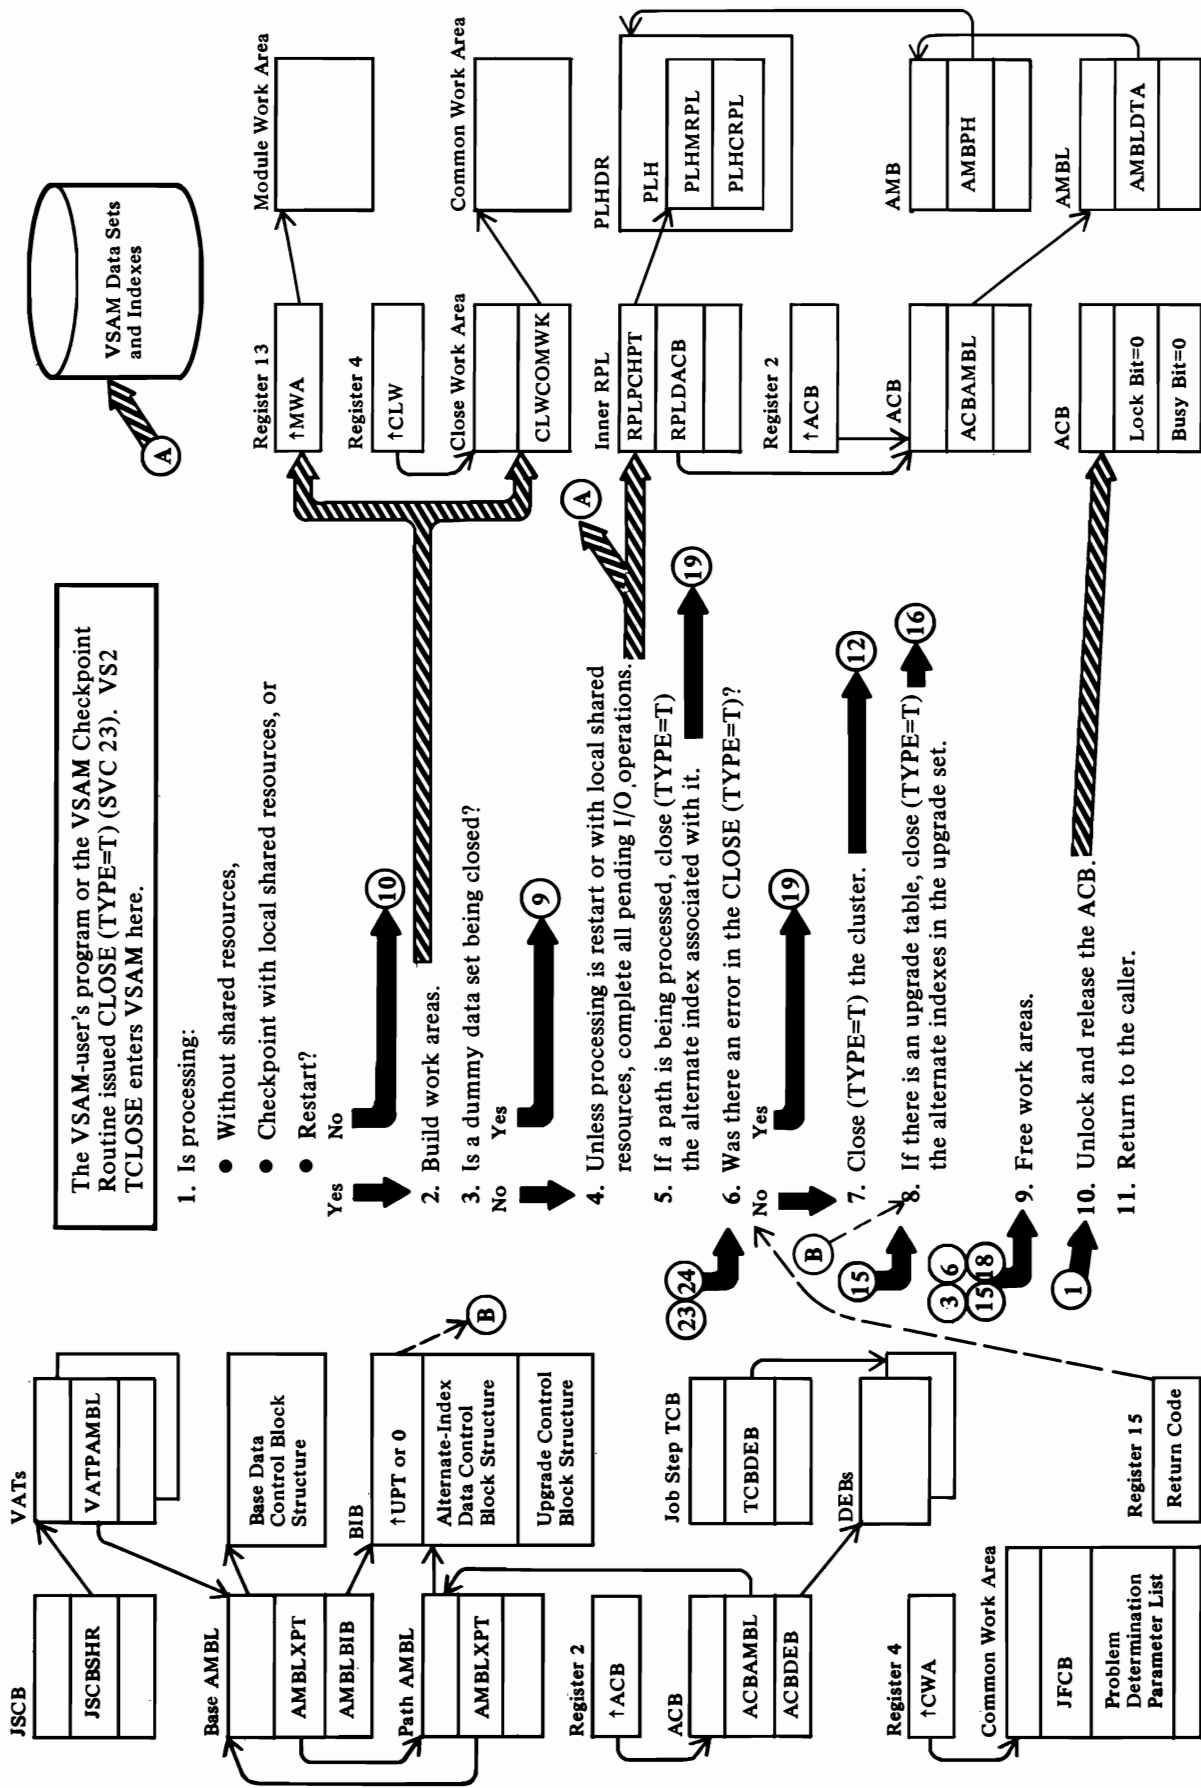 JSCB
JSCBSHR
VATs
VATPAMBL
Base AMBL
AMBLXPT
AMBLBIB
Base Data
Control Block
Structure
BIB
↑UPT or 0
Alternate-Index
Data Control
Block Structure
Upgrade Control
Block Structure
B
Path AMBL
AMBLXPT
Register 2
↑ACB
ACB
ACBAMBL
ACBDEB
Job Step TCB
TCBDEB
DEBs
Register 4
↑CWA
Common Work Area
JFCB
Problem
Determination
Parameter List
Register 15
Return Code
The VSAM-user's program or the VSAM Checkpoint
Routine issued CLOSE (TYPE=T) (SVC 23). VS2
TCLOSE enters VSAM here.
1. Is processing:
● Without shared resources,
● Checkpoint with local shared resources, or
● Restart?
Yes No
10
2. Build work areas.
3. Is a dummy data set being closed?
No Yes
9
4. Unless processing is restart or with local shared
resources, complete all pending I/O operations.
A
5. If a path is being processed, close (TYPE=T)
the alternate index associated with it.
19
23 24
6. Was there an error in the CLOSE (TYPE=T)?
No Yes
19
B
7. Close (TYPE=T) the cluster.
12
15
8. If there is an upgrade table, close (TYPE=T)
the alternate indexes in the upgrade set.
16
3 6
15 18
9. Free work areas.
1
10. Unlock and release the ACB.
11. Return to the caller.
A
VSAM Data Sets
and Indexes
Register 13
↑MWA
Module Work Area
Register 4
↑CLW
Close Work Area
CLWCOMWK
Common Work Area
Inner RPL
RPLPCHPT
RPLDACB
PLHDR
PLH
PLHMRPL
PLHCRPL
Register 2
↑ACB
ACB
ACBAMBL
AMB
AMBPH
AMBL
AMBLDTA
ACB
Lock Bit=0
Busy Bit=0